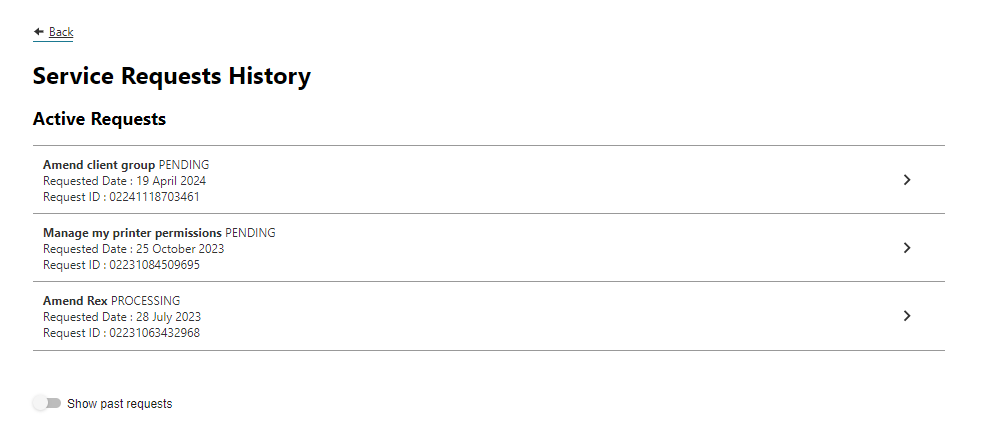 Back
Service Requests History
Active Requests
Amend client group PENDING
Requested Date : 19 April 2024
Request ID : 02241118703461
Manage my printer permissions PENDING
Requested Date : 25 October 2023
Request ID : 02231084509695
Amend Rex PROCESSING
Requested Date : 28 July 2023
Request ID : 02231063432968
Show past requests